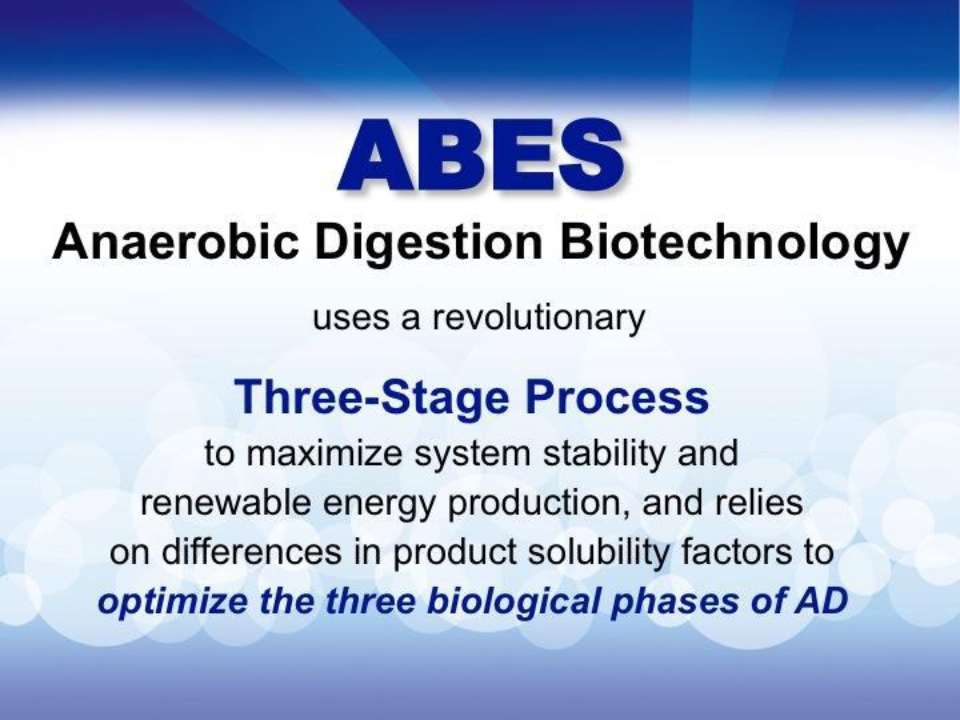 ABES
Anaerobic Digestion Biotechnology
uses a revolutionary
Three-Stage Process
to maximize system stability and
renewable energy production, and relies
on differences in product solubility factors to
optimize the three biological phases of AD